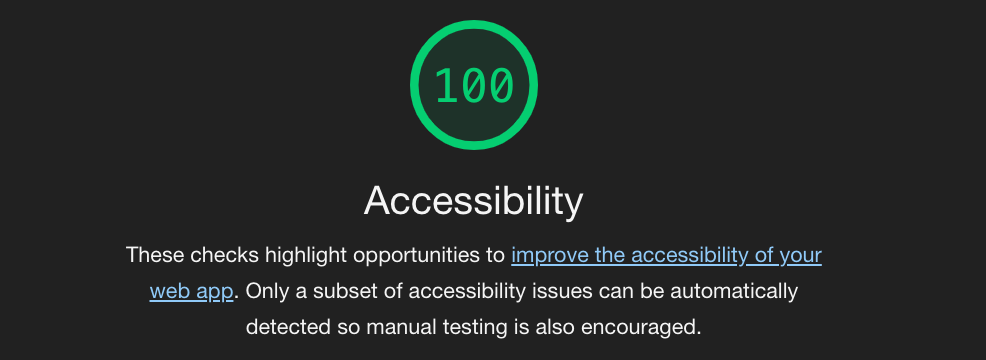 100
Accessibility
These checks highlight opportunities to improve the accessibility of your
web app. Only a subset of accessibility issues can be automatically
detected so manual testing is also encouraged.